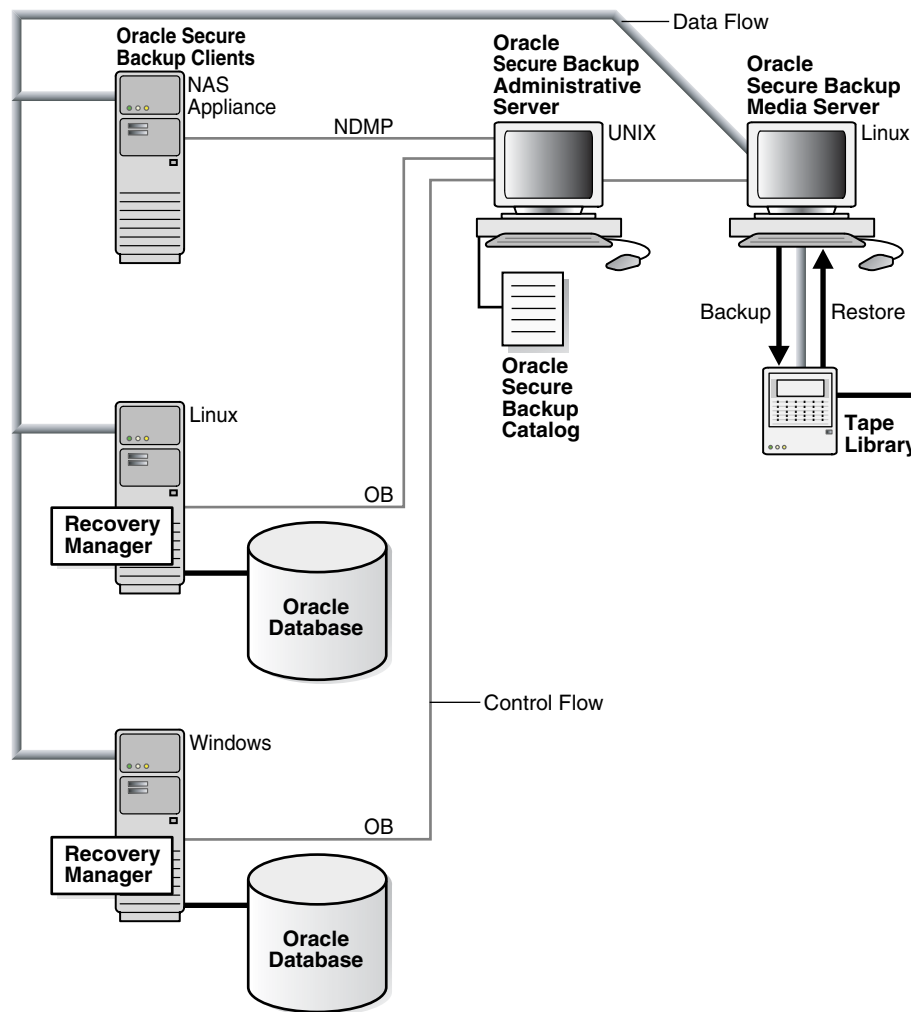 Data Flow
Oracle Secure
Backup Clients
NAS
Appliance
NDMP
Oracle
Secure Backup
Administrative
Server
UNIX
Oracle
Secure Backup
Media Server
Linux
Backup
Restore
Oracle
Secure
Backup
Catalog
Tape
Library
Linux
OB
Recovery
Manager
Oracle
Database
Control Flow
Windows
OB
Recovery
Manager
Oracle
Database